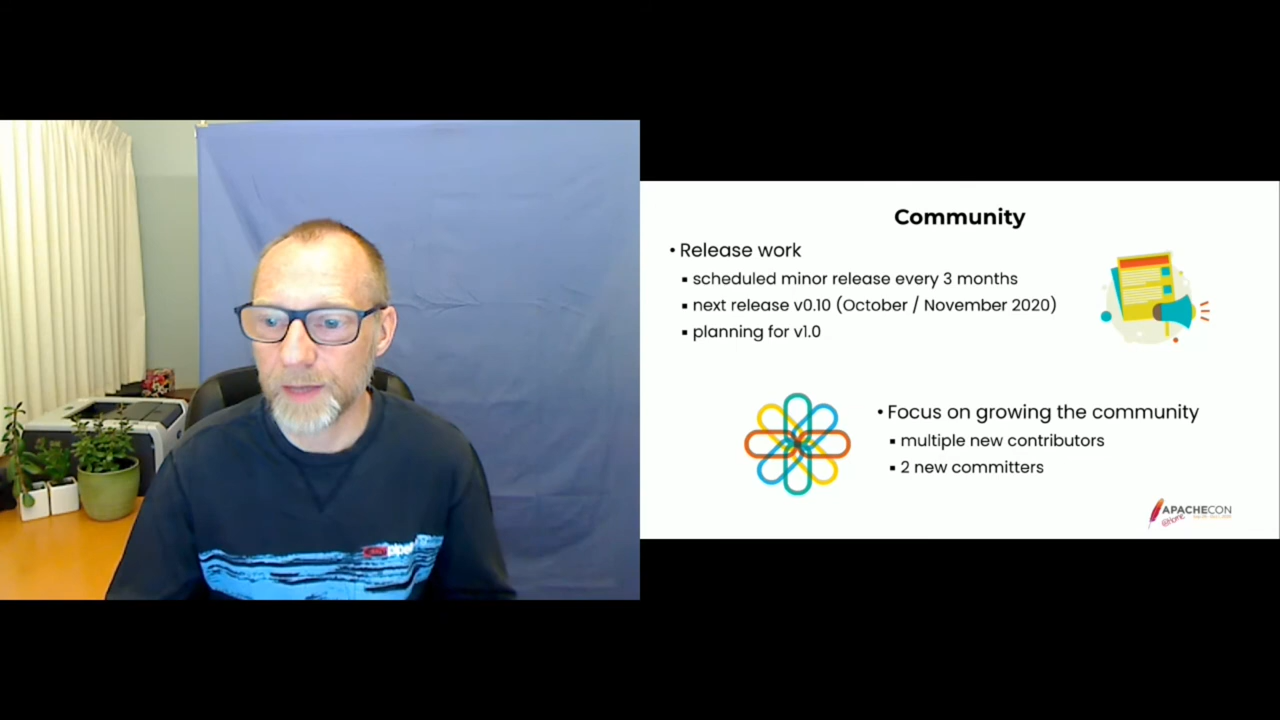 Community
• Release work
▪ scheduled minor release every 3 months
▪ next release v0.10 (October / November 2020)
▪ planning for v1.0
• Focus on growing the community
▪ multiple new contributors
▪ 2 new committers
APACHECON
@Home